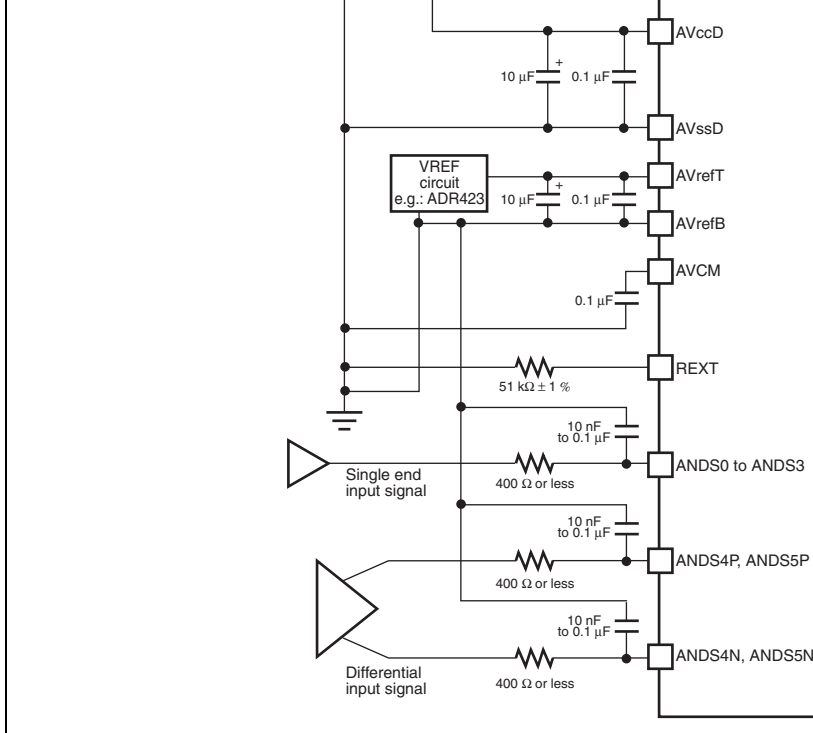 AVccD
+
10 μF
0.1 μF
AVssD
VREF
circuit
e.g.: ADR423
AVrefT
+
10 μF
0.1 μF
AVrefB
AVCM
0.1 μF
REXT
51 kΩ ± 1 %
10 nF
to 0.1 μF
ANDS0 to ANDS3
Single end
input signal
400 Ω or less
10 nF
to 0.1 μF
ANDS4P, ANDS5P
400 Ω or less
10 nF
to 0.1 μF
ANDS4N, ANDS5N
Differential
input signal
400 Ω or less